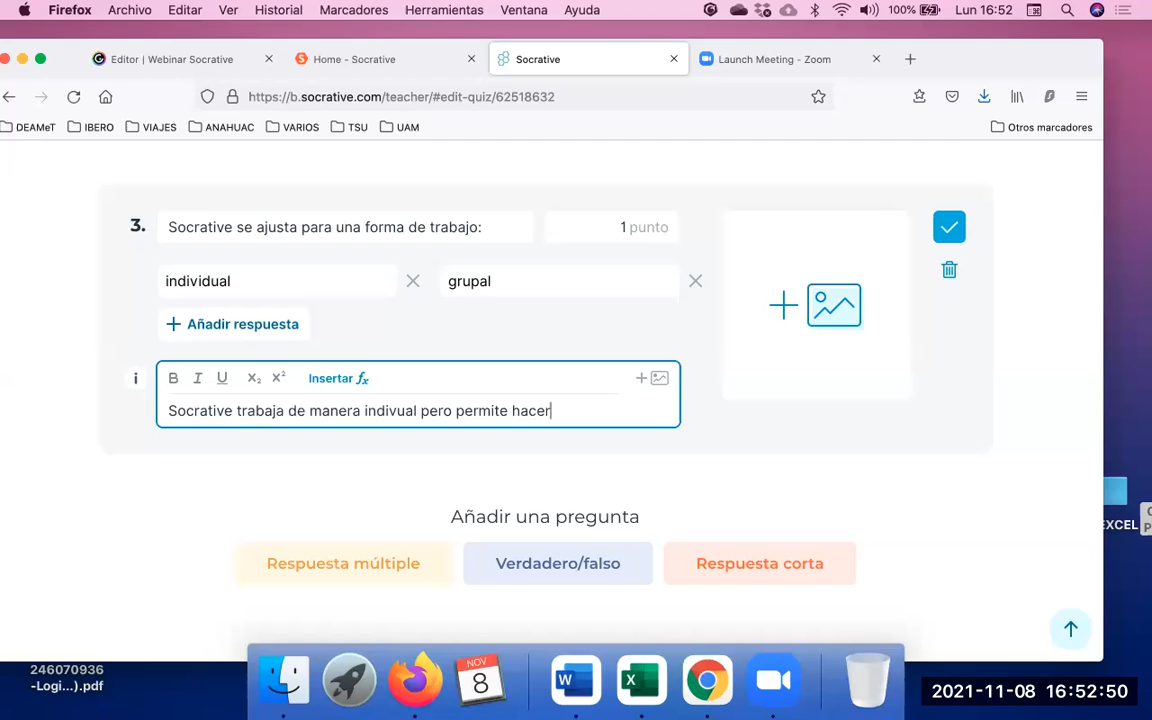 Firefox Archivo Editar Ver Historial Marcadores Herramientas Ventana Ayuda 100% Lun 16:52
Editor | Webinar Socrative Home - Socrative Socrative Launch Meeting - Zoom
https://b.socrative.com/teacher/#edit-quiz/62518632
DEAMeT IBERO VIAJES ANAHUAC VARIOS TSU UAM Otros marcadores
3. Socrative se ajusta para una forma de trabajo: 1 punto
individual grupal
+ Añadir respuesta
i B I U X₂ X² Insertar fx
Socrative trabaja de manera indivual pero permite hacer
EXCEL
Añadir una pregunta
Respuesta múltiple Verdadero/falso Respuesta corta
246070936
-Logi...).pdf
NOV
8
W X
2021-11-08 16:52:50